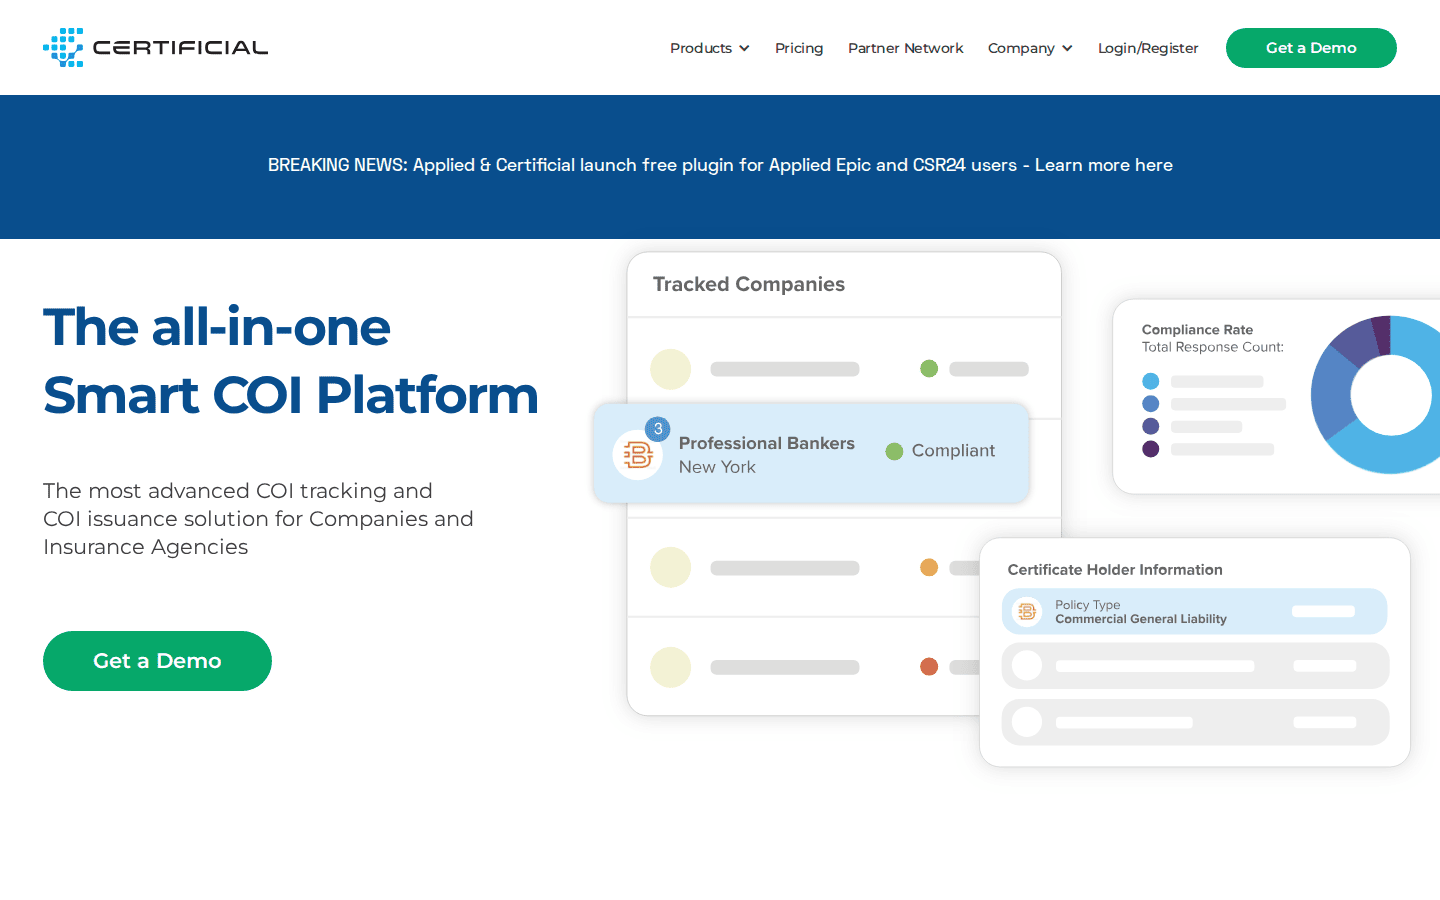 CERTIFICIAL
Products
Pricing
Partner Network
Company
Login/Register
Get a Demo
BREAKING NEWS: Applied & Certificial launch free plugin for Applied Epic and CSR24 users - Learn more here
The all-in-one
Smart COI Platform
The most advanced COI tracking and
COI issuance solution for Companies and
Insurance Agencies
Get a Demo
Tracked Companies
3
Professional Bankers
New York
Compliant
Compliance Rate
Total Response Count:
Certificate Holder Information
Policy Type
Commercial General Liability